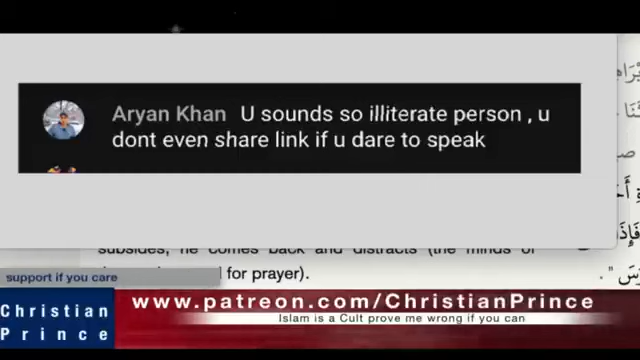 Aryan Khan U sounds so illiterate person , u
dont even share link if u dare to speak
subsides, he comes back and distracts (the minds of
for prayer).
support if you care
Christian
Prince
www.patreon.com/ChristianPrince
Islam is a Cult prove me wrong if you can